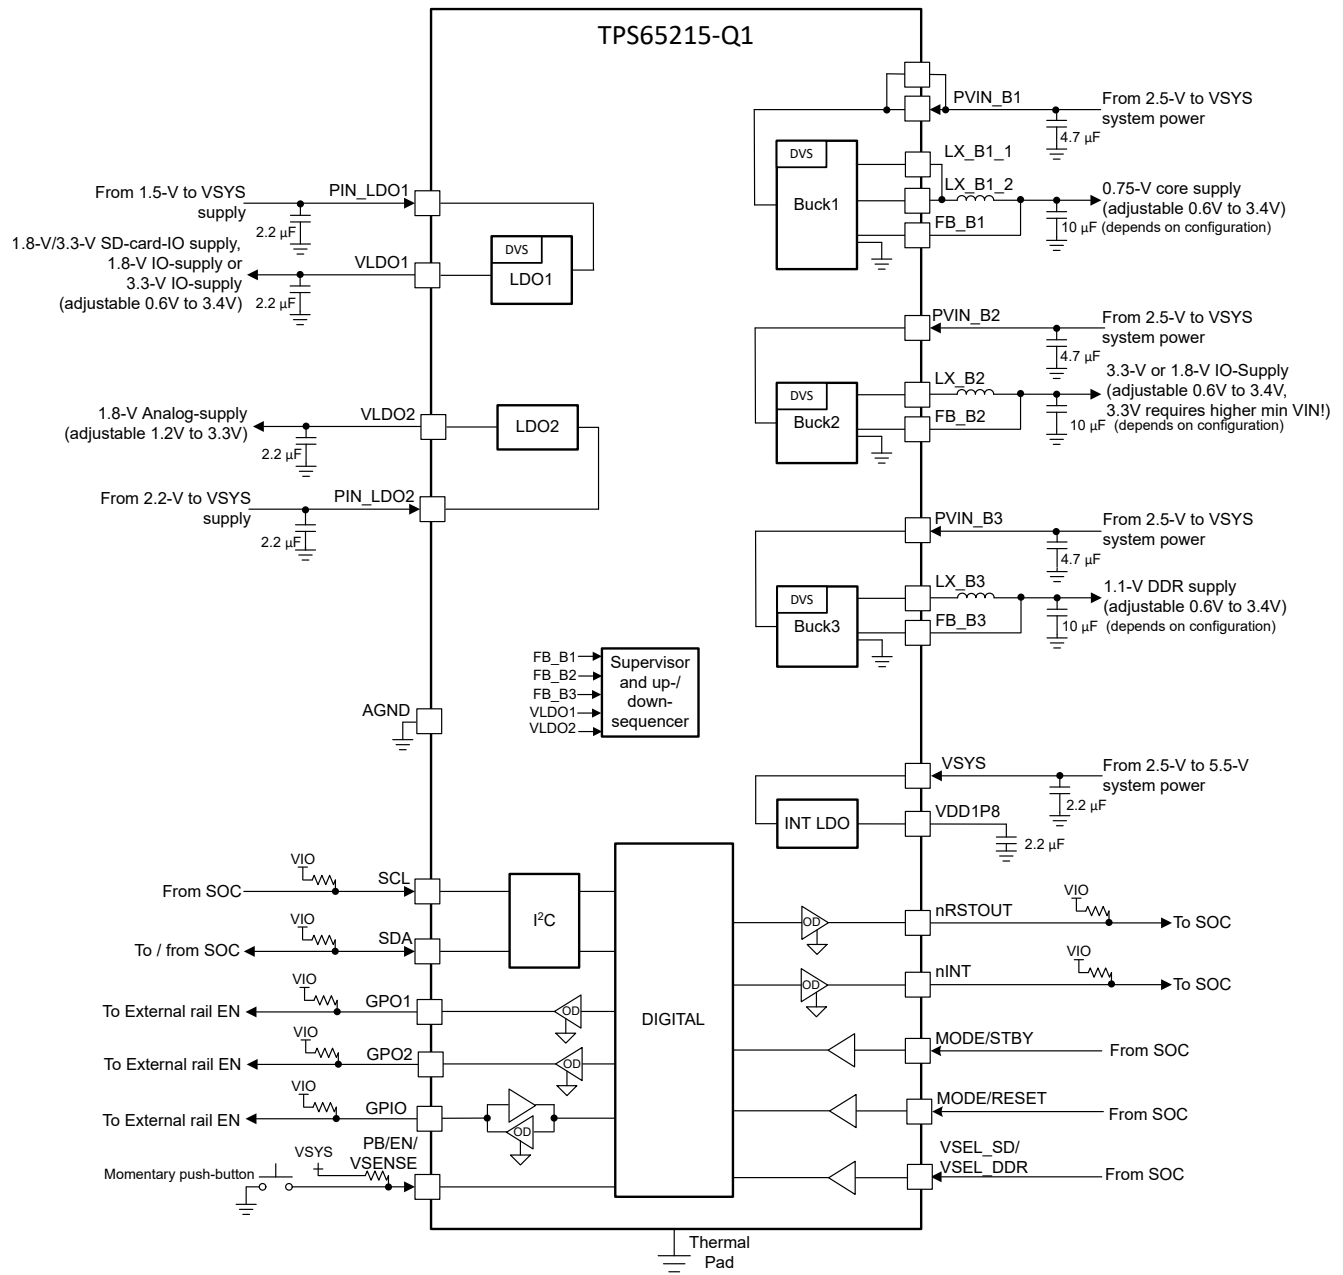 TPS65215-Q1
From 1.5-V to VSYS
supply
PIN_LDO1
2.2 µF
1.8-V/3.3-V SD-card-IO supply,
1.8-V IO-supply or
3.3-V IO-supply
(adjustable 0.6V to 3.4V)
VLDO1
2.2 µF
DVS
LDO1
1.8-V Analog-supply
(adjustable 1.2V to 3.3V)
VLDO2
2.2 µF
LDO2
From 2.2-V to VSYS
supply
PIN_LDO2
2.2 µF
PVIN_B1
From 2.5-V to VSYS
system power
4.7 µF
DVS
Buck1
LX_B1_1
LX_B1_2
FB_B1
0.75-V core supply
(adjustable 0.6V to 3.4V)
10 µF (depends on configuration)
PVIN_B2
From 2.5-V to VSYS
system power
4.7 µF
DVS
Buck2
LX_B2
FB_B2
3.3-V or 1.8-V IO-Supply
(adjustable 0.6V to 3.4V,
3.3V requires higher min VIN!)
10 µF (depends on configuration)
PVIN_B3
From 2.5-V to VSYS
system power
4.7 µF
DVS
Buck3
LX_B3
FB_B3
1.1-V DDR supply
(adjustable 0.6V to 3.4V)
10 µF (depends on configuration)
FB_B1
FB_B2
FB_B3
VLDO1
VLDO2
Supervisor
and up-/
down-
sequencer
AGND
VSYS
From 2.5-V to 5.5-V
system power
2.2 µF
INT LDO
VDD1P8
2.2 µF
VIO
From SOC
SCL
VIO
To / from SOC
SDA
I²C
VIO
To External rail EN
GPO1
OD
VIO
To External rail EN
GPO2
OD
VIO
To External rail EN
GPIO
OD
Momentary push-button
VSYS
PB/EN/
VSENSE
DIGITAL
OD
nRSTOUT
VIO
To SOC
OD
nINT
VIO
To SOC
MODE/STBY
From SOC
MODE/RESET
From SOC
VSEL_SD/
VSEL_DDR
From SOC
Thermal
Pad